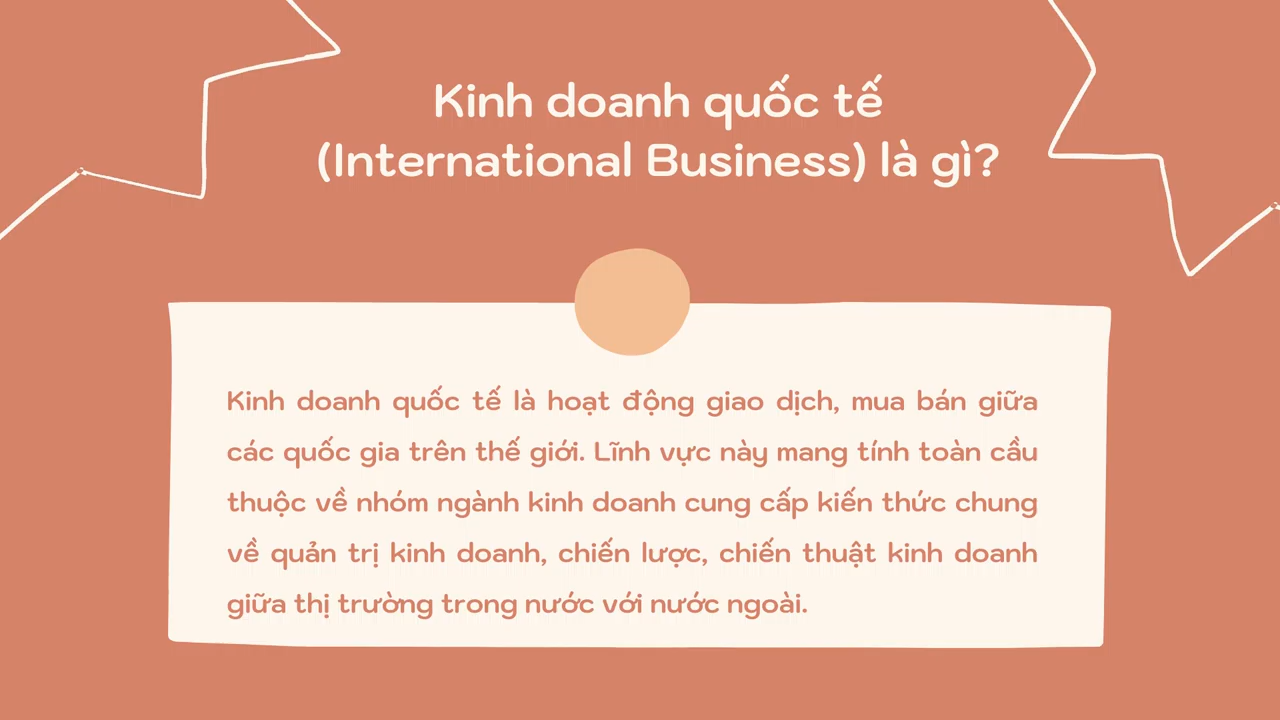 Kinh doanh quốc tế
(International Business) là gì?
Kinh doanh quốc tế là hoạt động giao dịch, mua bán giữa
các quốc gia trên thế giới. Lĩnh vực này mang tính toàn cầu
thuộc về nhóm ngành kinh doanh cung cấp kiến thức chung
về quản trị kinh doanh, chiến lược, chiến thuật kinh doanh
giữa thị trường trong nước với nước ngoài.